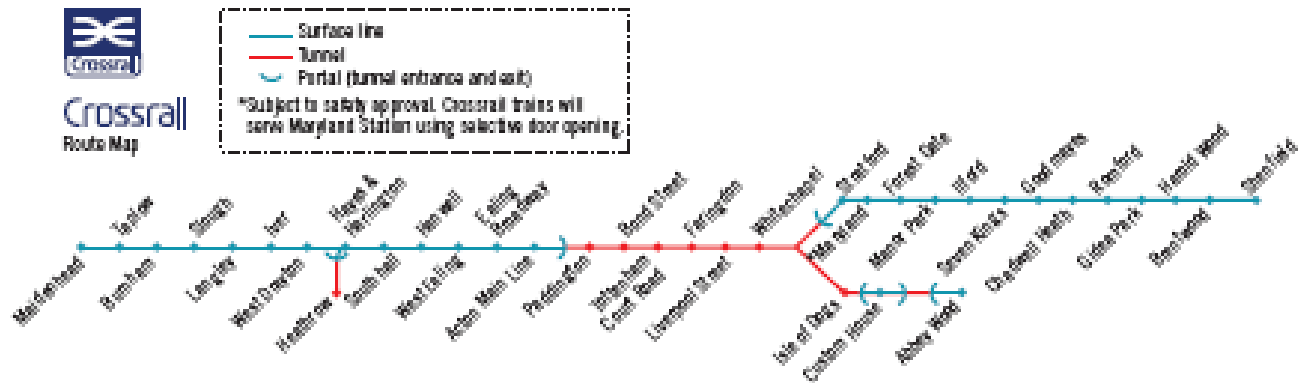 Crossrail
Crossrail
Route Map
Surface line
Tunnel
Portal (tunnel entrance and exit)
*Subject to safety approval. Crossrail trains will
serve Maryland Station using selective door opening.
Maidenhead
Taplow
Burnham
Slough
Langley
Iver
West Drayton
Heathrow
Hayes &
Harlington
Southall
Hanwell
West Ealing
Ealing
Broadway
Acton Main Line
Paddington
Bond Street
Tottenham
Court Road
Farringdon
Liverpool Street
Whitechapel
Stratford
Maryland
Forest Gate
Manor Park
Ilford
Seven Kings
Goodmayes
Chadwell Heath
Romford
Gidea Park
Harold Wood
Brentwood
Shenfield
Isle of Dogs
Custom House
Abbey Wood